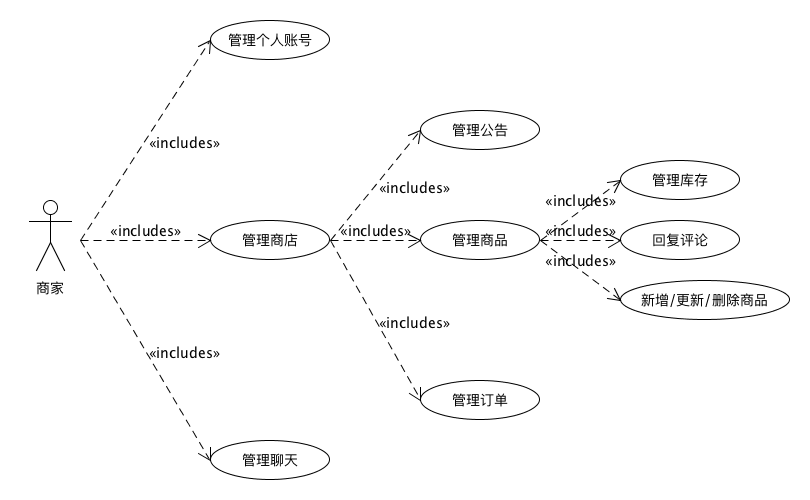 管理个人账号
«includes»
管理公告
管理库存
«includes»
«includes»
«includes»
管理商店
«includes»
管理商品
«includes»
回复评论
«includes»
商家
新增/更新/删除商品
«includes»
«includes»
«includes»
管理订单
管理聊天